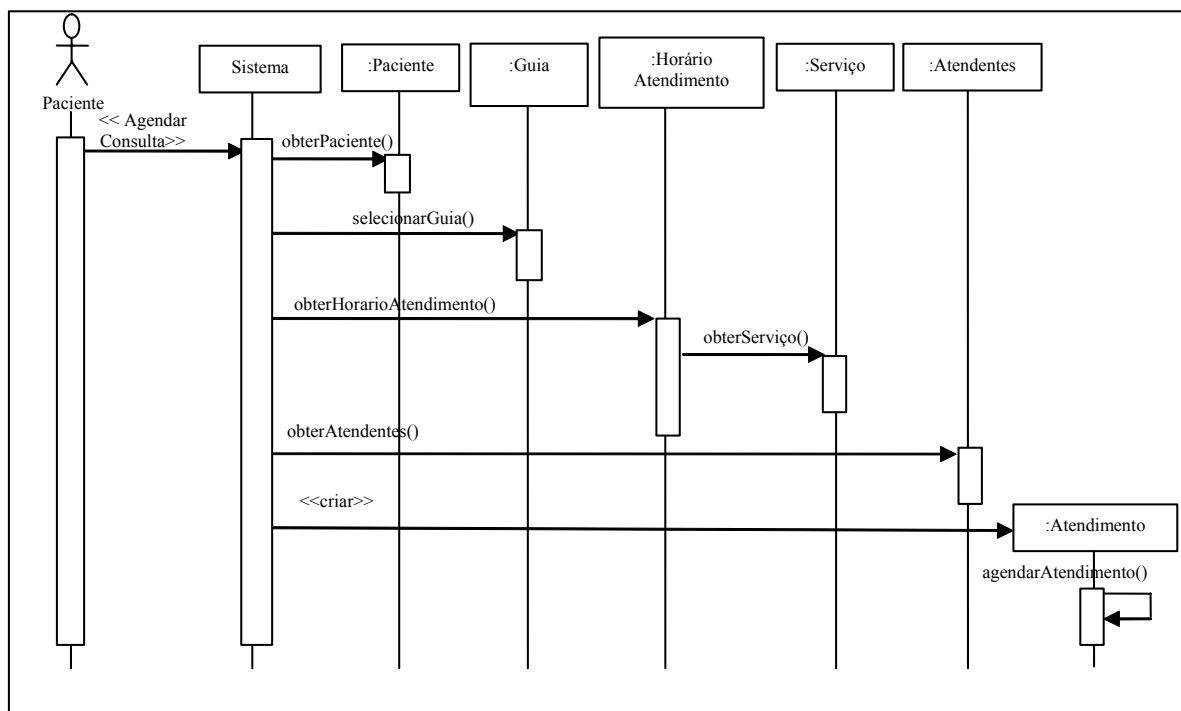 Paciente
Sistema
:Paciente
:Guia
:Horário
Atendimento
:Serviço
:Atendentes
<< Agendar
Consulta>>
obterPaciente()
selecionarGuia()
obterHorarioAtendimento()
obterServiço()
obterAtendentes()
<<criar>>
:Atendimento
agendarAtendimento()